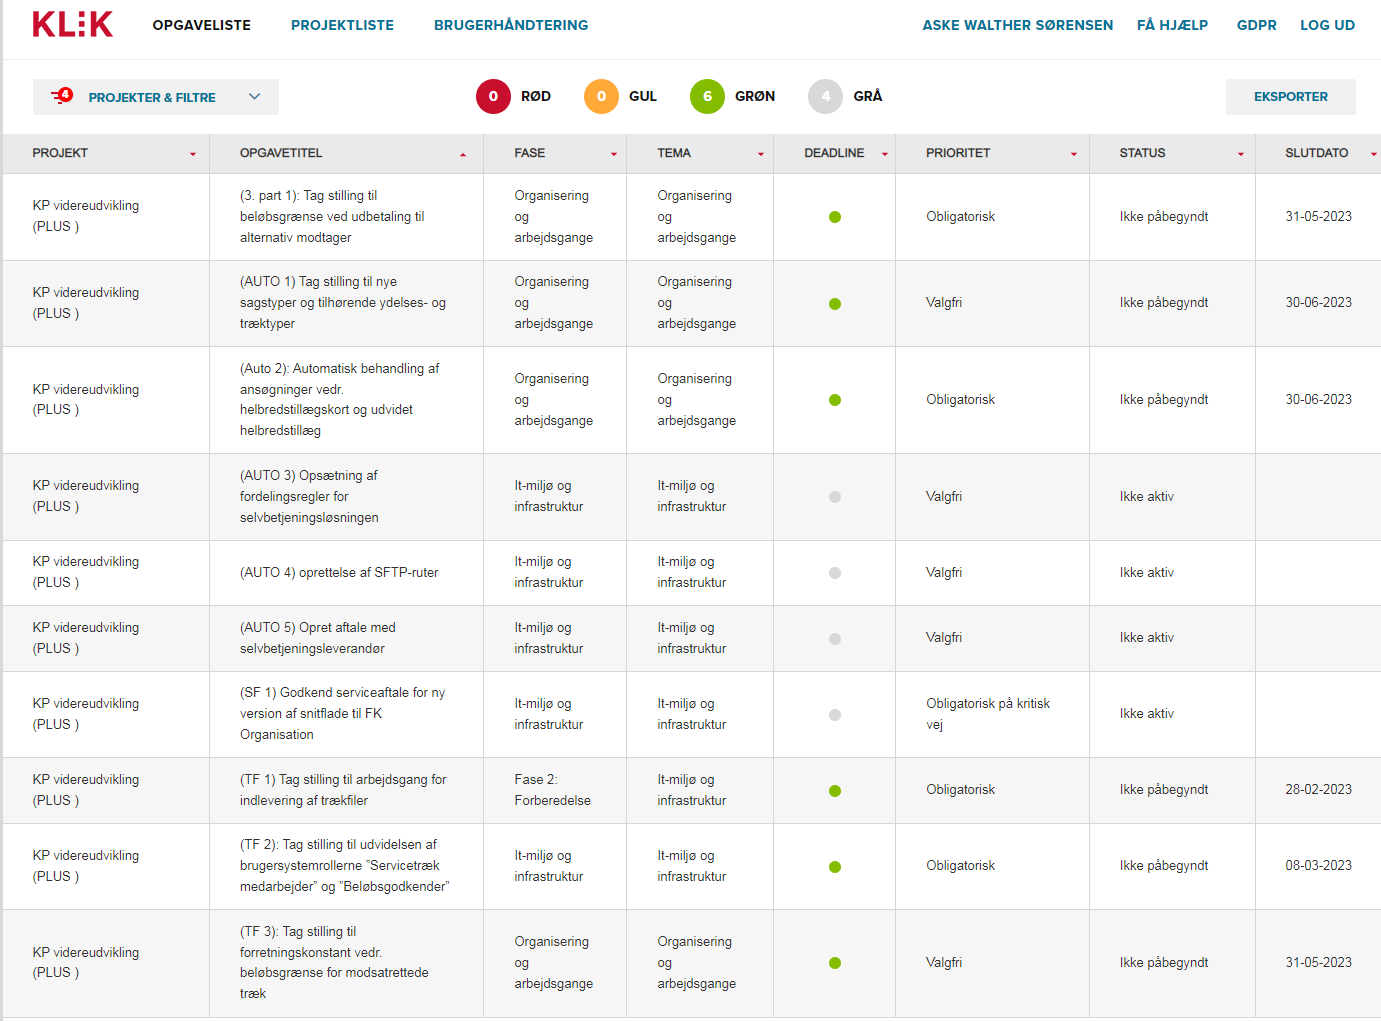 KLIK
OPGAVELISTE
PROJEKTLISTE
BRUGERHÅNDTERING
ASKE WALTHER SØRENSEN
FÅ HJÆLP
GDPR
LOG UD
4
PROJEKTER & FILTRE
0
RØD
0
GUL
6
GRØN
4
GRÅ
EKSPORTER
PROJEKT
OPGAVETITEL
FASE
TEMA
DEADLINE
PRIORITET
STATUS
SLUTDATO
KP videreudvikling
(PLUS )
(3. part 1): Tag stilling til
beløbsgrænse ved udbetaling til
alternativ modtager
Organisering
og
arbejdsgange
Organisering
og
arbejdsgange
Obligatorisk
Ikke påbegyndt
31-05-2023
KP videreudvikling
(PLUS )
(AUTO 1) Tag stilling til nye
sagstyper og tilhørende ydelses- og
træktyper
Organisering
og
arbejdsgange
Organisering
og
arbejdsgange
Valgfri
Ikke påbegyndt
30-06-2023
KP videreudvikling
(PLUS )
(Auto 2): Automatisk behandling af
ansøgninger vedr.
helbredstillægskort og udvidet
helbredstillæg
Organisering
og
arbejdsgange
Organisering
og
arbejdsgange
Obligatorisk
Ikke påbegyndt
30-06-2023
KP videreudvikling
(PLUS )
(AUTO 3) Opsætning af
fordelingsregler for
selvbetjeningsløsningen
It-miljø og
infrastruktur
It-miljø og
infrastruktur
Valgfri
Ikke aktiv
KP videreudvikling
(PLUS )
(AUTO 4) oprettelse af SFTP-ruter
It-miljø og
infrastruktur
It-miljø og
infrastruktur
Valgfri
Ikke aktiv
KP videreudvikling
(PLUS )
(AUTO 5) Opret aftale med
selvbetjeningsleverandør
It-miljø og
infrastruktur
It-miljø og
infrastruktur
Valgfri
Ikke aktiv
KP videreudvikling
(PLUS )
(SF 1) Godkend serviceaftale for ny
version af snitflade til FK
Organisation
It-miljø og
infrastruktur
It-miljø og
infrastruktur
Obligatorisk på kritisk
vej
Ikke aktiv
KP videreudvikling
(PLUS )
(TF 1) Tag stilling til arbejdsgang for
indlevering af trækfiler
Fase 2:
Forberedelse
It-miljø og
infrastruktur
Obligatorisk
Ikke påbegyndt
28-02-2023
KP videreudvikling
(PLUS )
(TF 2): Tag stilling til udvidelsen af
brugersystemrollerne ”Servicetræk
medarbejder” og ”Beløbsgodkender”
It-miljø og
infrastruktur
It-miljø og
infrastruktur
Obligatorisk
Ikke påbegyndt
08-03-2023
KP videreudvikling
(PLUS )
(TF 3): Tag stilling til
forretningskonstant vedr.
beløbsgrænse for modsatrettede
træk
Organisering
og
arbejdsgange
Organisering
og
arbejdsgange
Valgfri
Ikke påbegyndt
31-05-2023